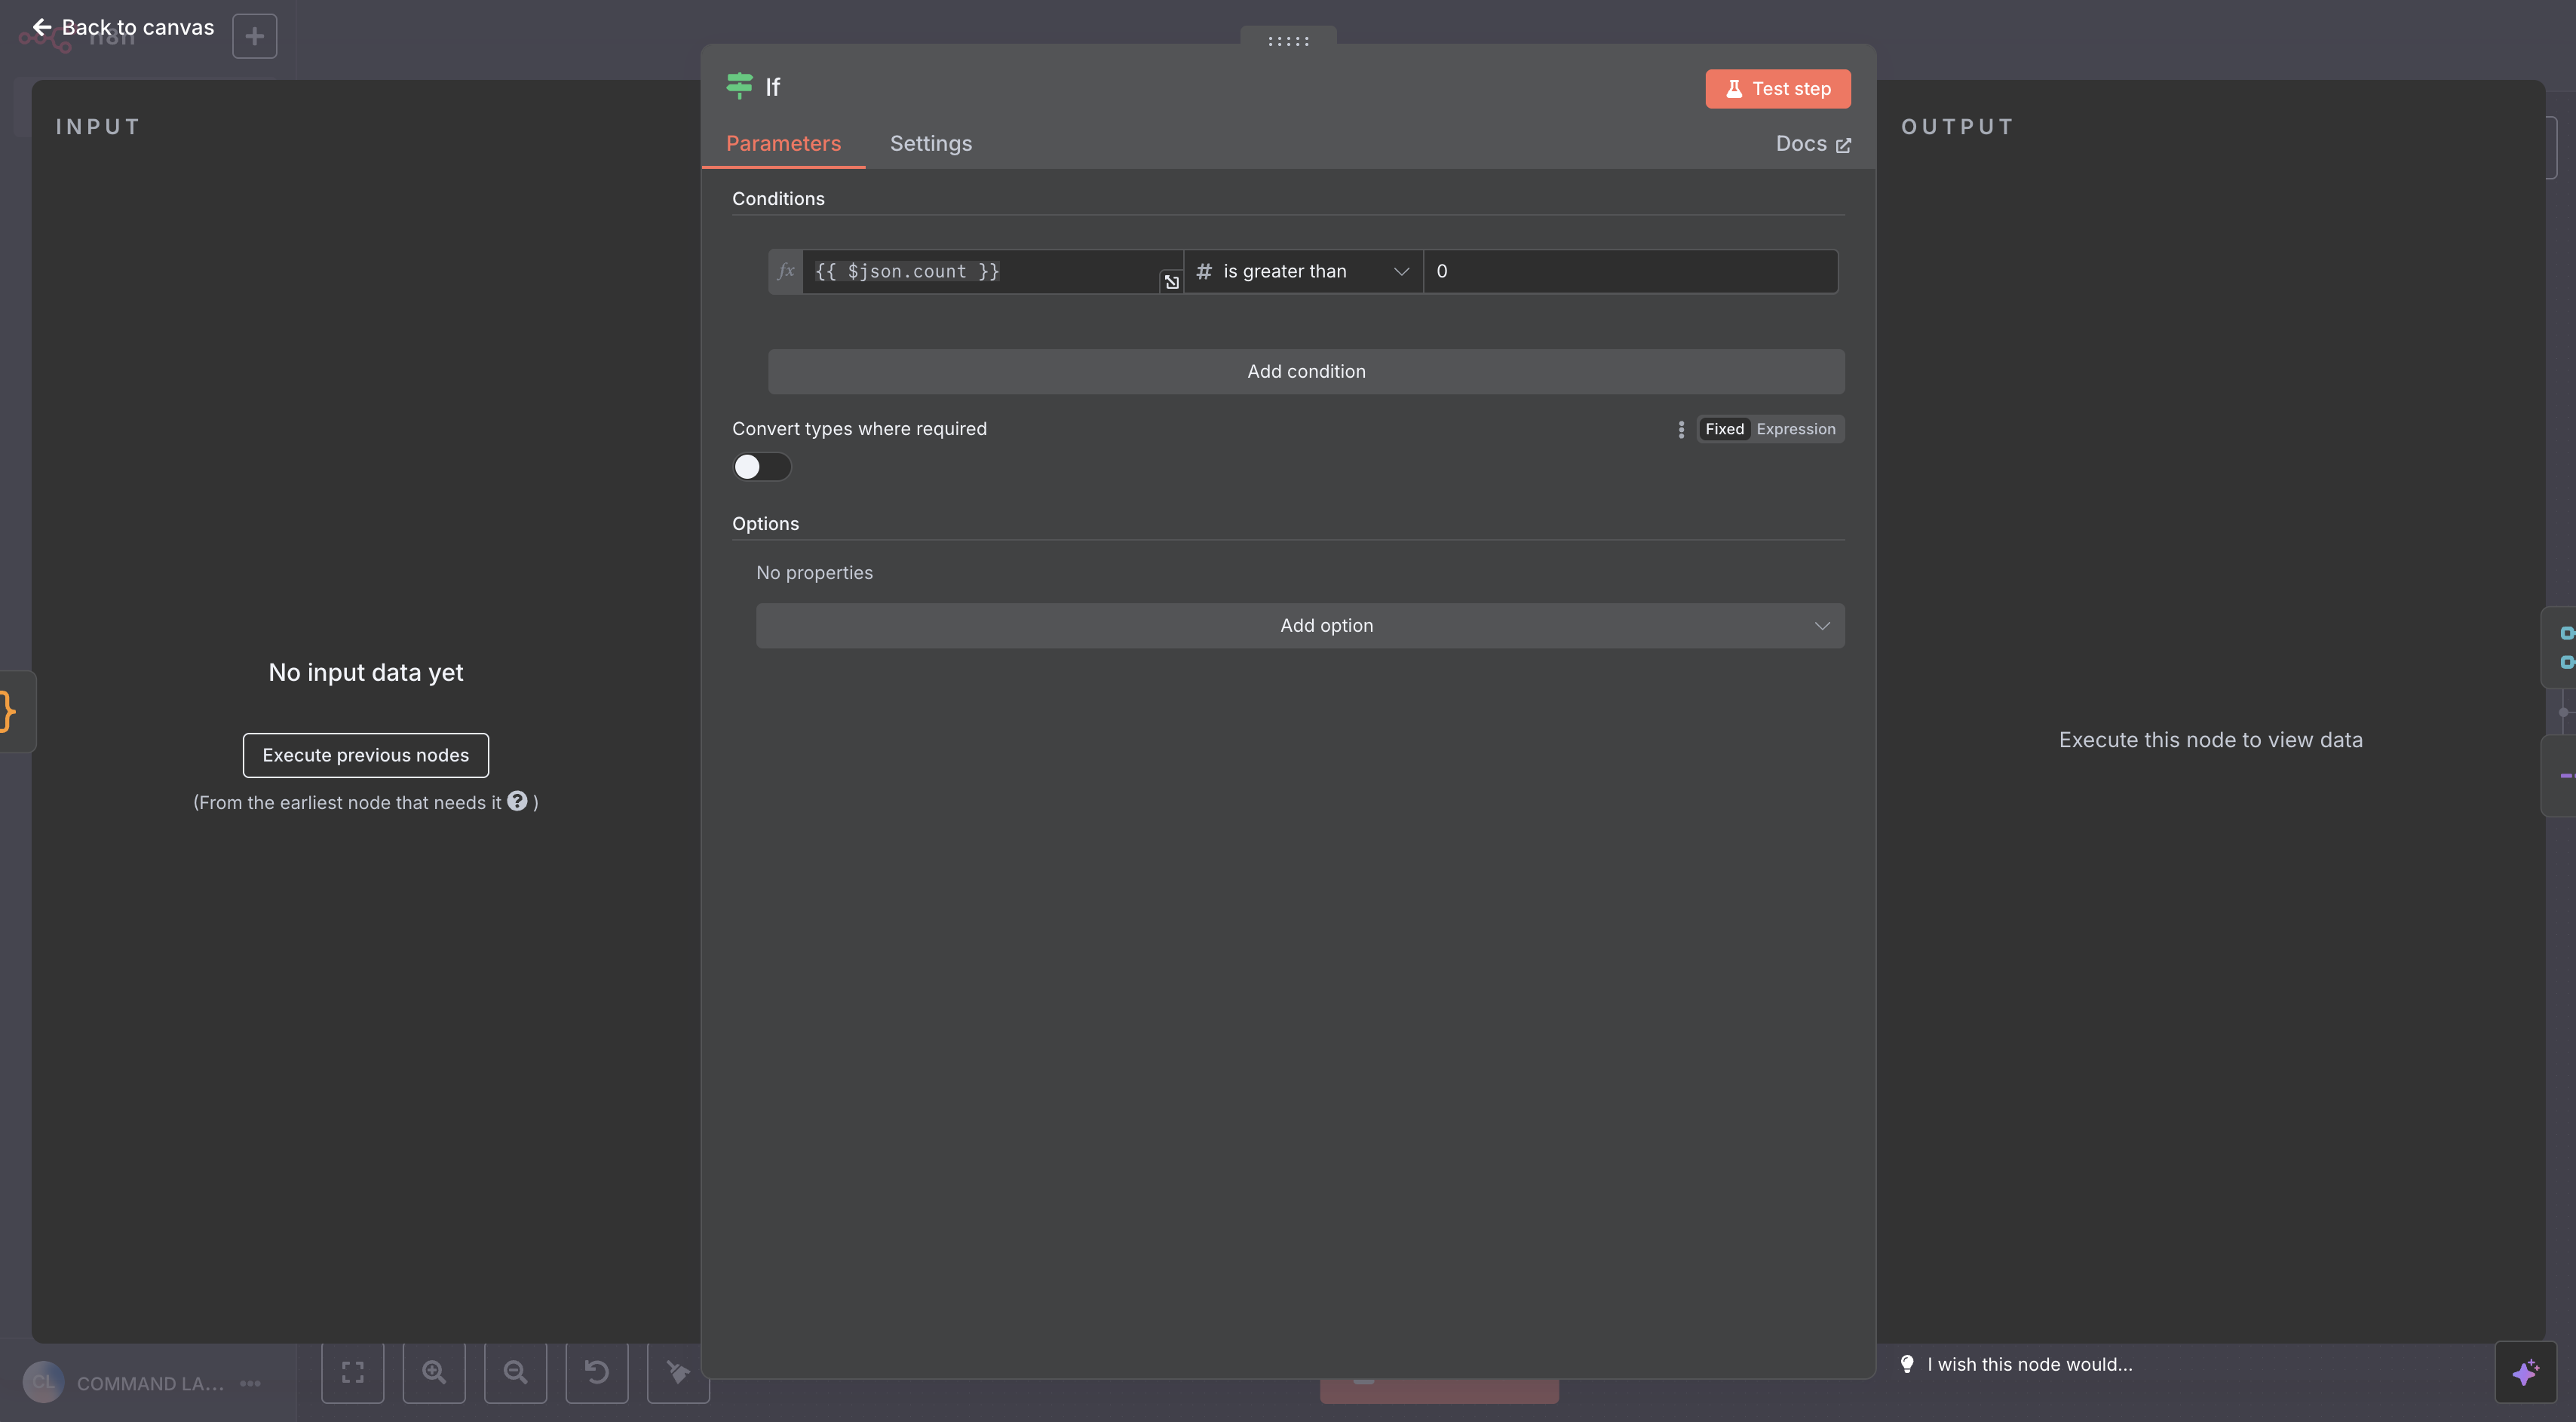 Back to canvas
n8n
If
Test step
INPUT
Parameters
Settings
Docs
OUTPUT
Conditions
fx
{{ $json.count }}
# is greater than
0
Add condition
Convert types where required
Fixed
Expression
Options
No properties
Add option
No input data yet
Execute previous nodes
(From the earliest node that needs it ? )
Execute this node to view data
I wish this node would...
CL
COMMAND LA...